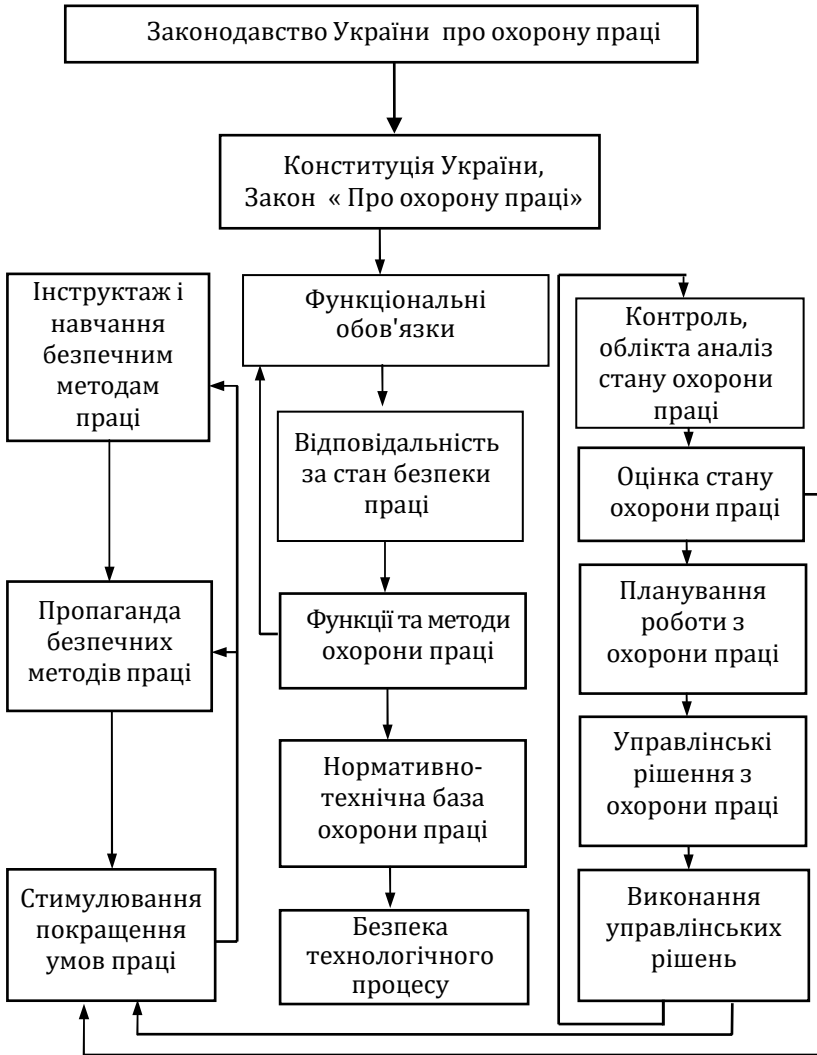 Законодавство України про охорону праці
Конституція України,
Закон « Про охорону праці»
Інструктаж і
навчання
безпечним
методам
праці
Функціональні
обов'язки
Контроль,
облікта аналіз
стану охорони
праці
Відповідальність
за стан безпеки
праці
Оцінка стану
охорони праці
Пропаганда
безпечних
методів праці
Функції та методи
охорони праці
Планування
роботи з
охорони праці
Нормативно-
технічна база
охорони праці
Управлінські
рішення з
охорони праці
Стимулювання
покращення
умов праці
Безпека
технологічного
процесу
Виконання
управлінських
рішень